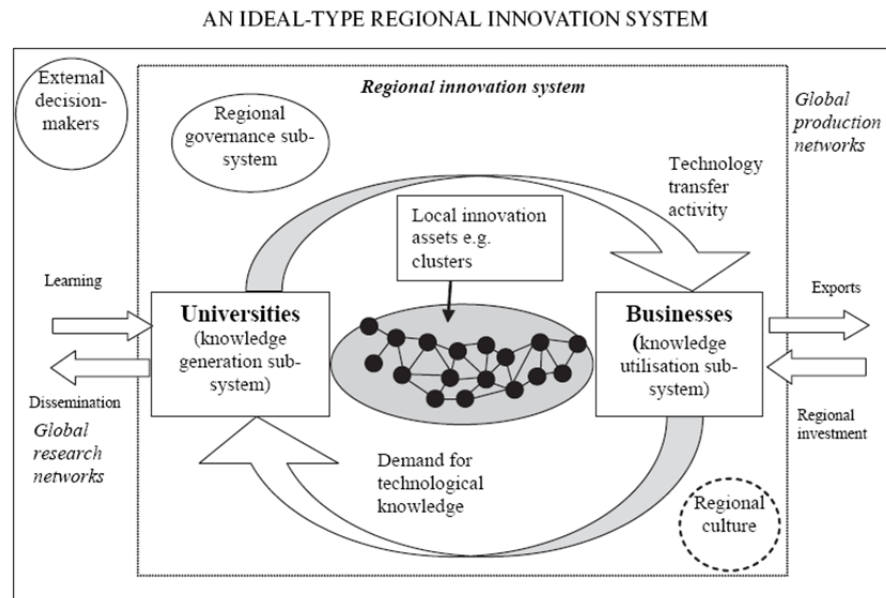 AN IDEAL-TYPE REGIONAL INNOVATION SYSTEM
External
decision-
makers
Regional innovation system
Regional
governance sub-
system
Global
production
networks
Technology
transfer
activity
Local innovation
assets e.g.
clusters
Learning
Universities
(knowledge
generation sub-
system)
Businesses
(knowledge
utilisation sub-
system)
Exports
Dissemination
Global
research
networks
Regional
investment
Demand for
technological
knowledge
Regional
culture